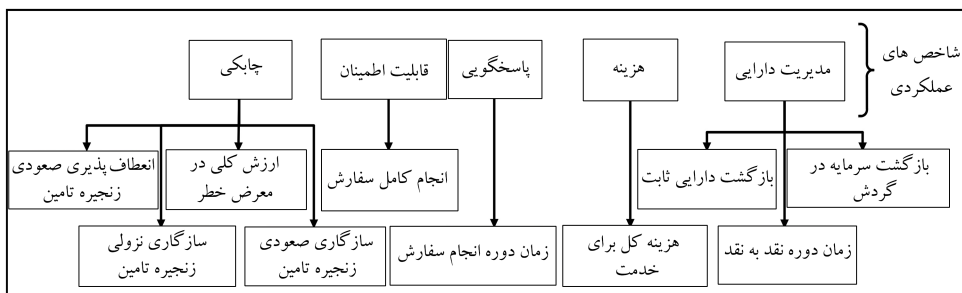 شاخص های
عملکردی
مدیریت دارایی
هزینه
پاسخگویی
قابلیت اطمینان
چابکی
بازگشت سرمایه در
گردش
بازگشت دارایی ثابت
انجام کامل سفارش
ارزش کلی در
معرض خطر
انعطاف پذیری صعودی
زنجیره تامین
زمان دوره نقد به نقد
هزینه کل برای
خدمت
زمان دوره انجام سفارش
سازگاری صعودی
زنجیره تامین
سازگاری نزولی
زنجیره تامین